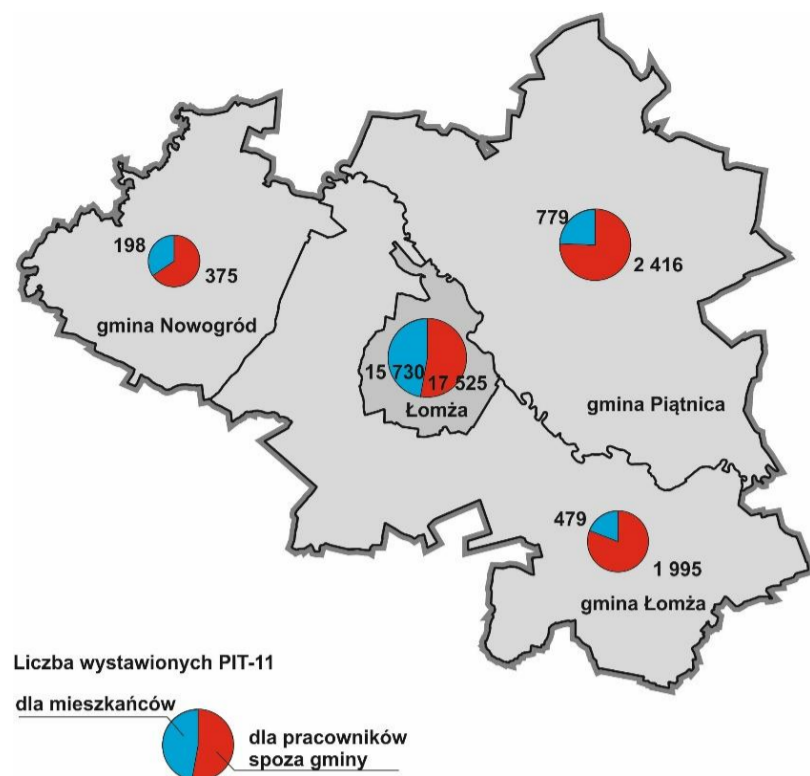 779
2 416
198
375
gmina Nowogród
15 730
17 525
Łomża
gmina Piątnica
479
1 995
gmina Łomża
Liczba wystawionych PIT-11
dla mieszkańców
dla pracowników
spoza gminy